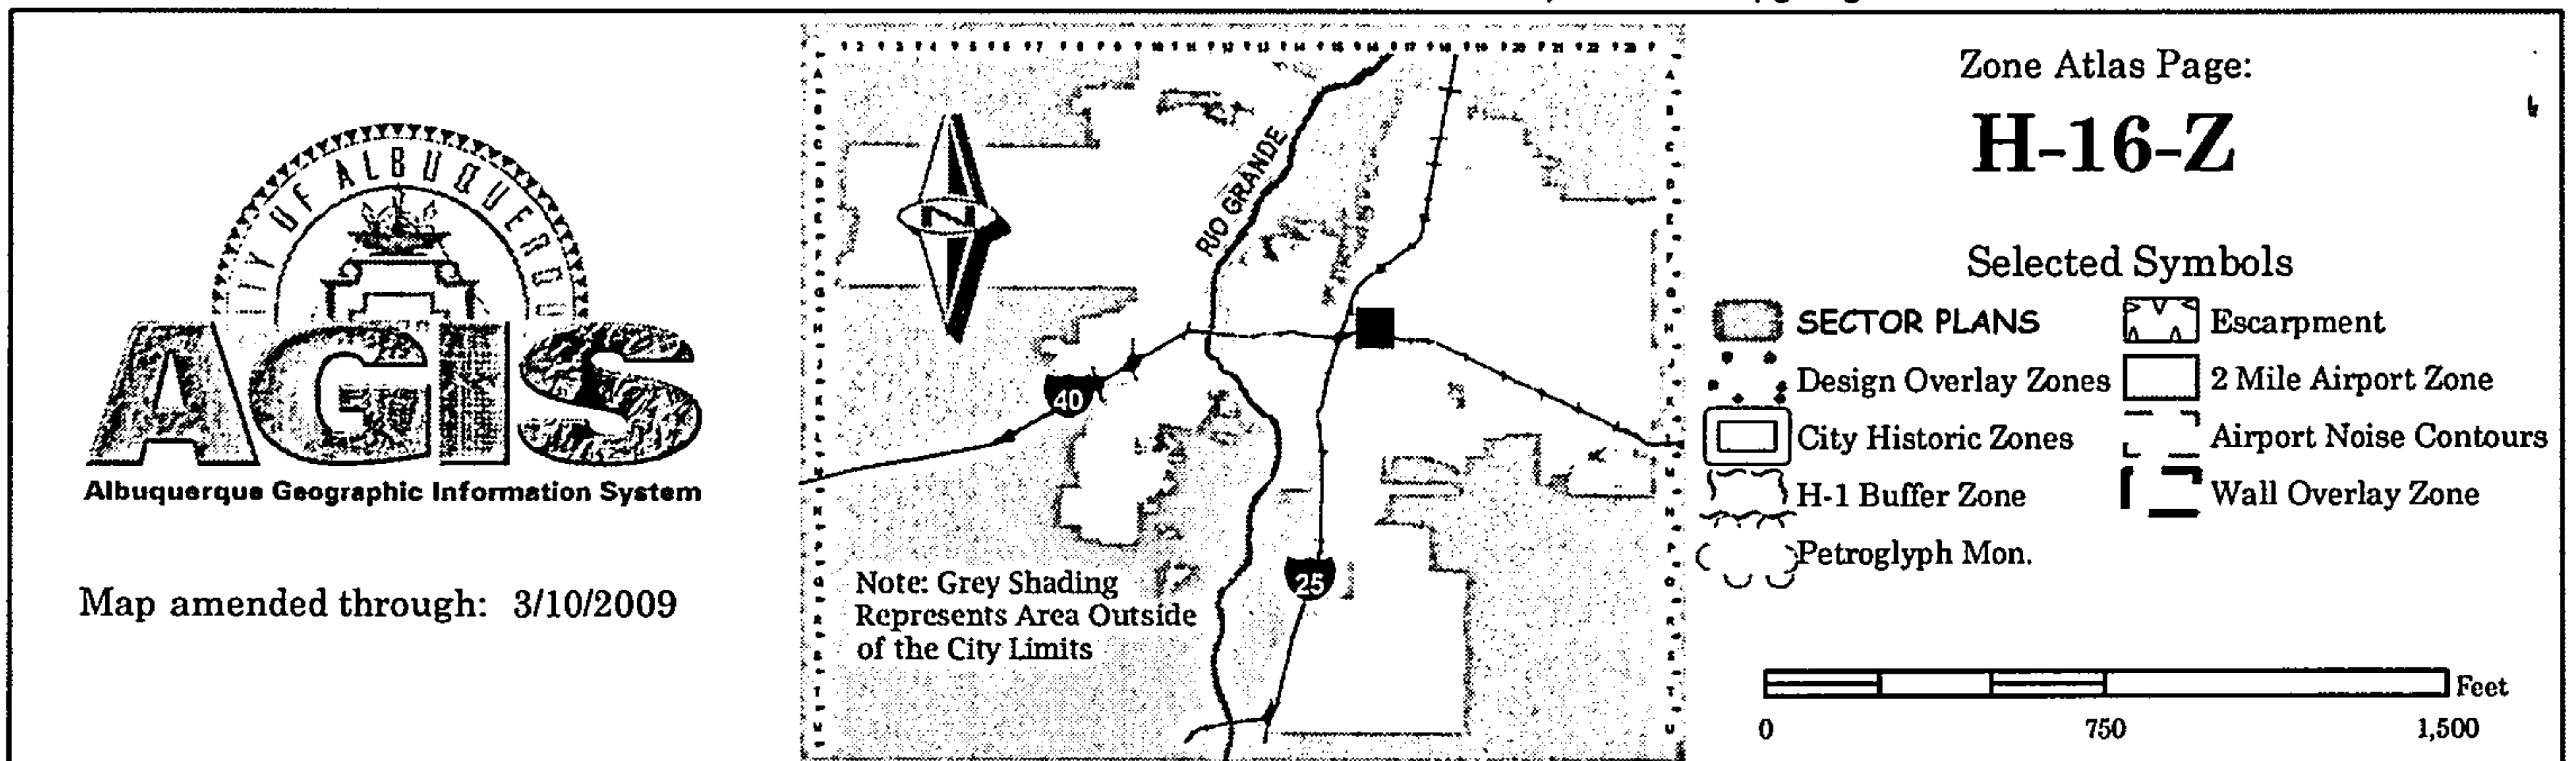 CITY OF ALBUQUERQUE
AGIS
Albuquerque Geographic Information System
Map amended through: 3/10/2009
RIO GRANDE
N
40
25
Note: Grey Shading
Represents Area Outside
of the City Limits
Zone Atlas Page:
H-16-Z
Selected Symbols
SECTOR PLANS
Escarpment
Design Overlay Zones
2 Mile Airport Zone
City Historic Zones
Airport Noise Contours
H-1 Buffer Zone
Wall Overlay Zone
Petroglyph Mon.
Feet
0 750 1,500